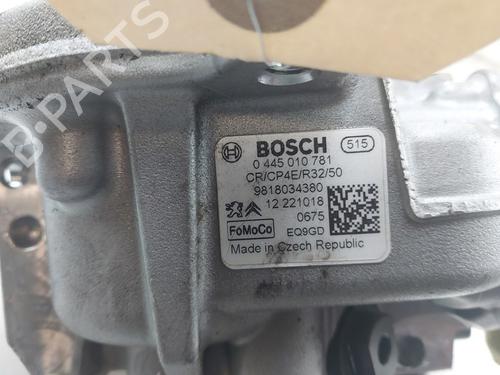 B-PARTS
BOSCH 515
0 445 010 781
CR/CP4E/R32/50
9818034380
12 221018
0675
FoMoCo EQ9GD
Made in Czech Republic